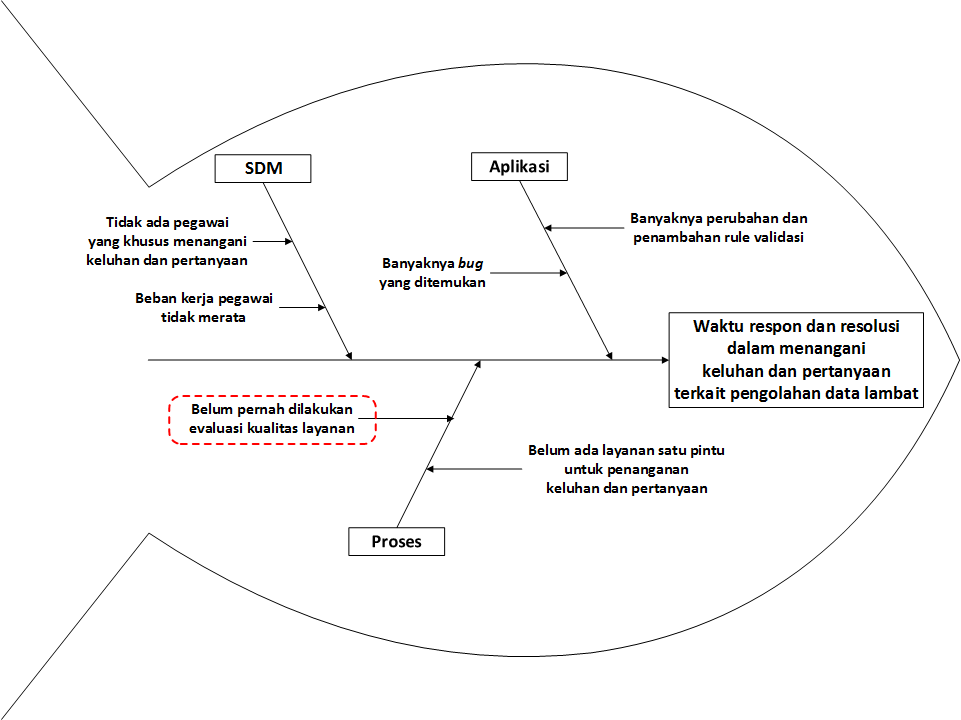 SDM
Aplikasi
Tidak ada pegawai
yang khusus menangani
keluhan dan pertanyaan
Beban kerja pegawai
tidak merata
Banyaknya perubahan dan
penambahan rule validasi
Banyaknya bug
yang ditemukan
Waktu respon dan resolusi
dalam menangani
keluhan dan pertanyaan
terkait pengolahan data lambat
Belum pernah dilakukan
evaluasi kualitas layanan
Belum ada layanan satu pintu
untuk penanganan
keluhan dan pertanyaan
Proses